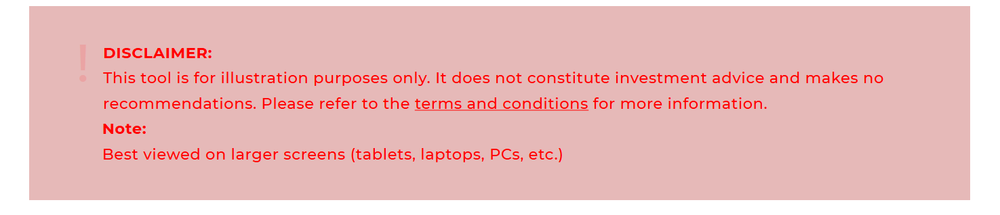 DISCLAIMER:
This tool is for illustration purposes only. It does not constitute investment advice and makes no
recommendations. Please refer to the terms and conditions for more information.
Note:
Best viewed on larger screens (tablets, laptops, PCs, etc.)